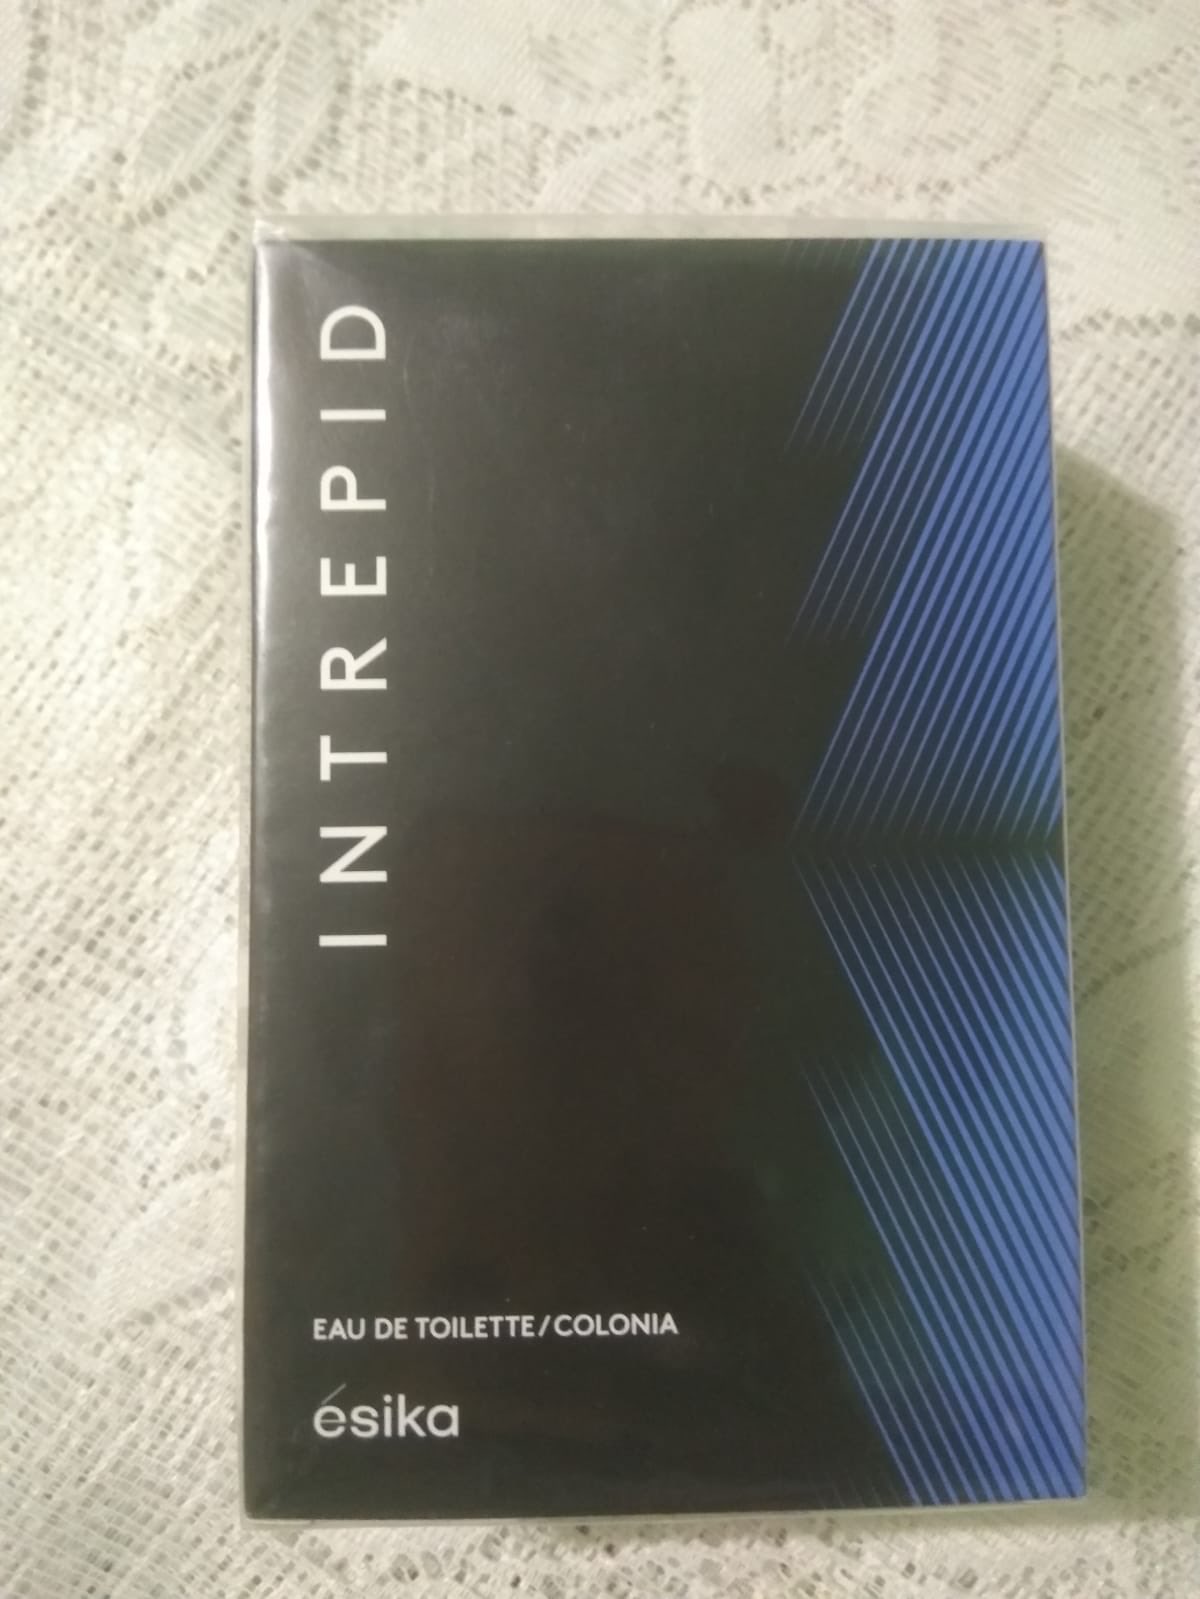 INTREPID
EAU DE TOILETTE/COLONIA
ésika